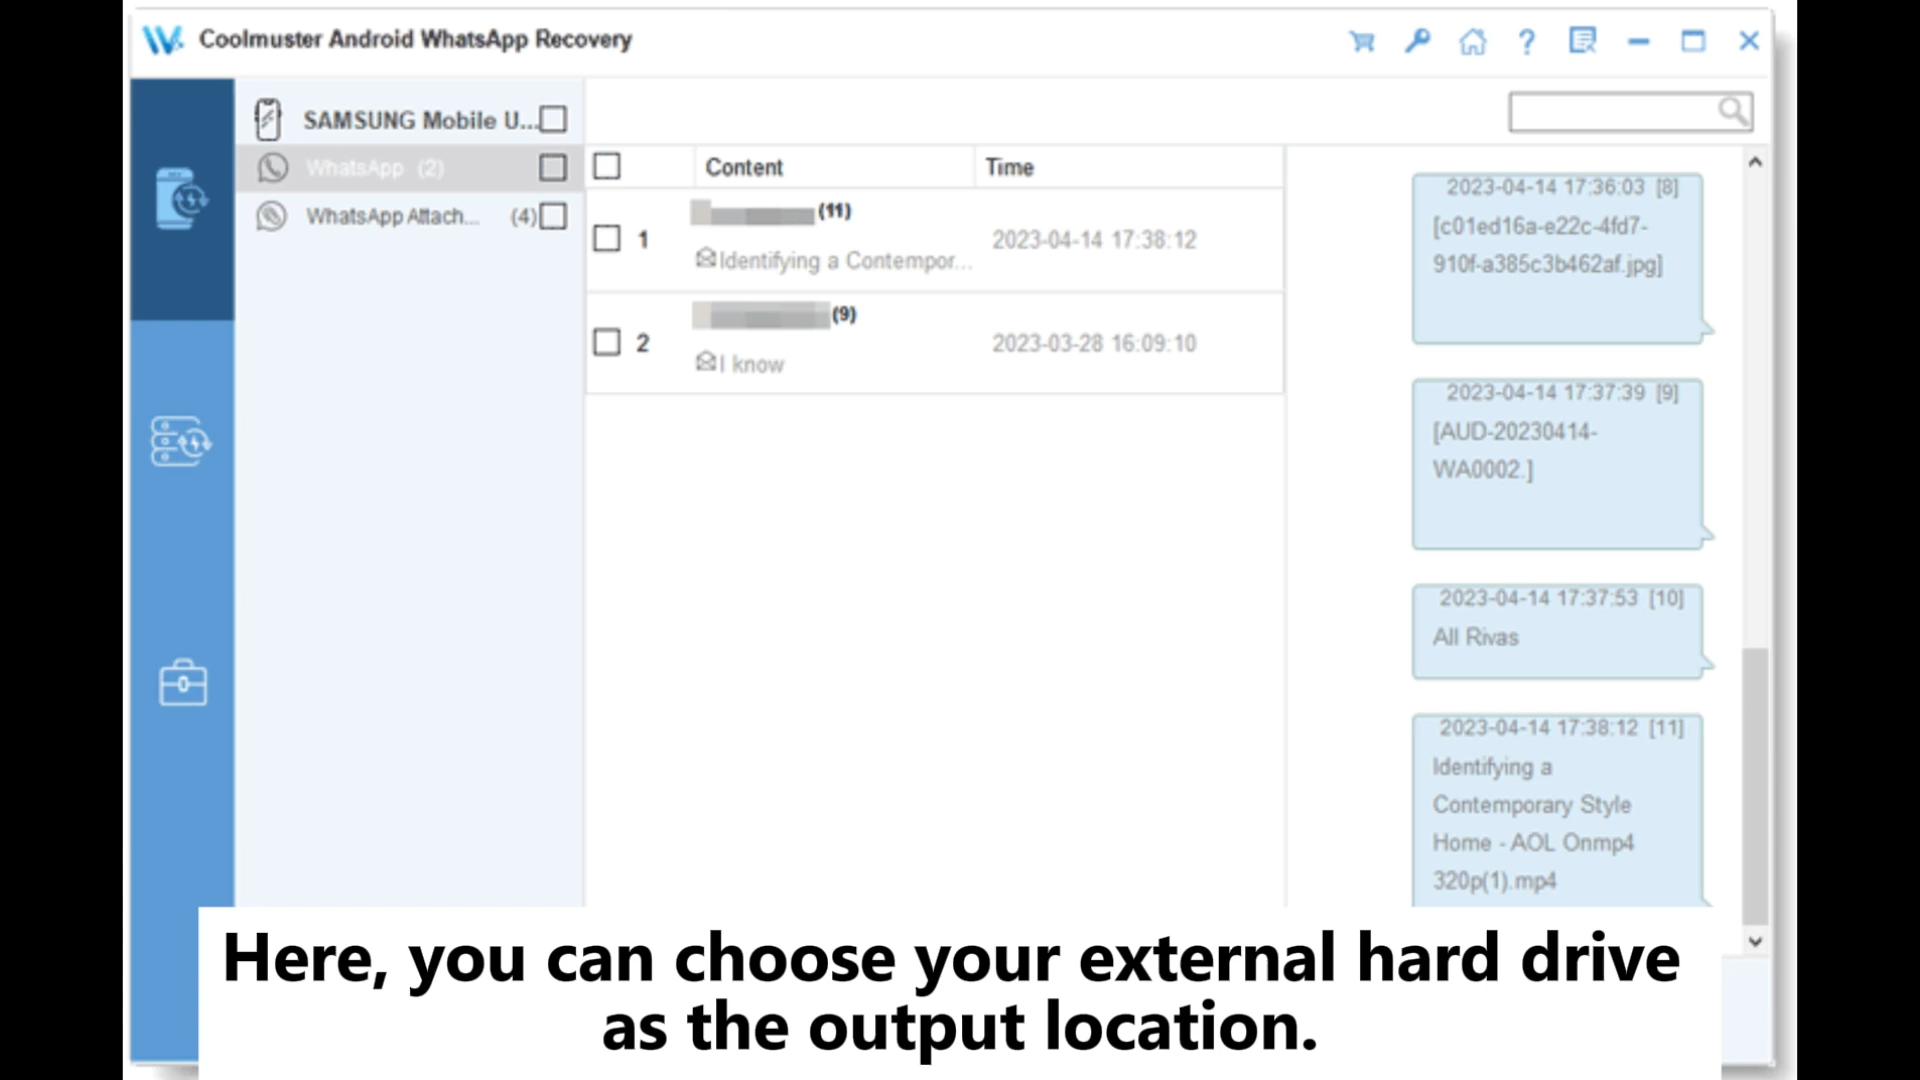 Coolmuster Android WhatsApp Recovery
SAMSUNG Mobile U...
WhatsApp (2)
WhatsApp Attach... (4)
Content Time
(11)
1 2023-04-14 17:38:12
Identifying a Contempor...
(9)
2 2023-03-28 16:09:10
I know
2023-04-14 17:36:03 [8]
[c01ed16a-e22c-4fd7-
910f-a385c3b462af.jpg]
2023-04-14 17:37:39 [9]
[AUD-20230414-
WA0002.]
2023-04-14 17:37:53 [10]
All Rivas
2023-04-14 17:38:12 [11]
Identifying a
Contemporary Style
Home - AOL Onmp4
320p(1).mp4
Here, you can choose your external hard drive
as the output location.